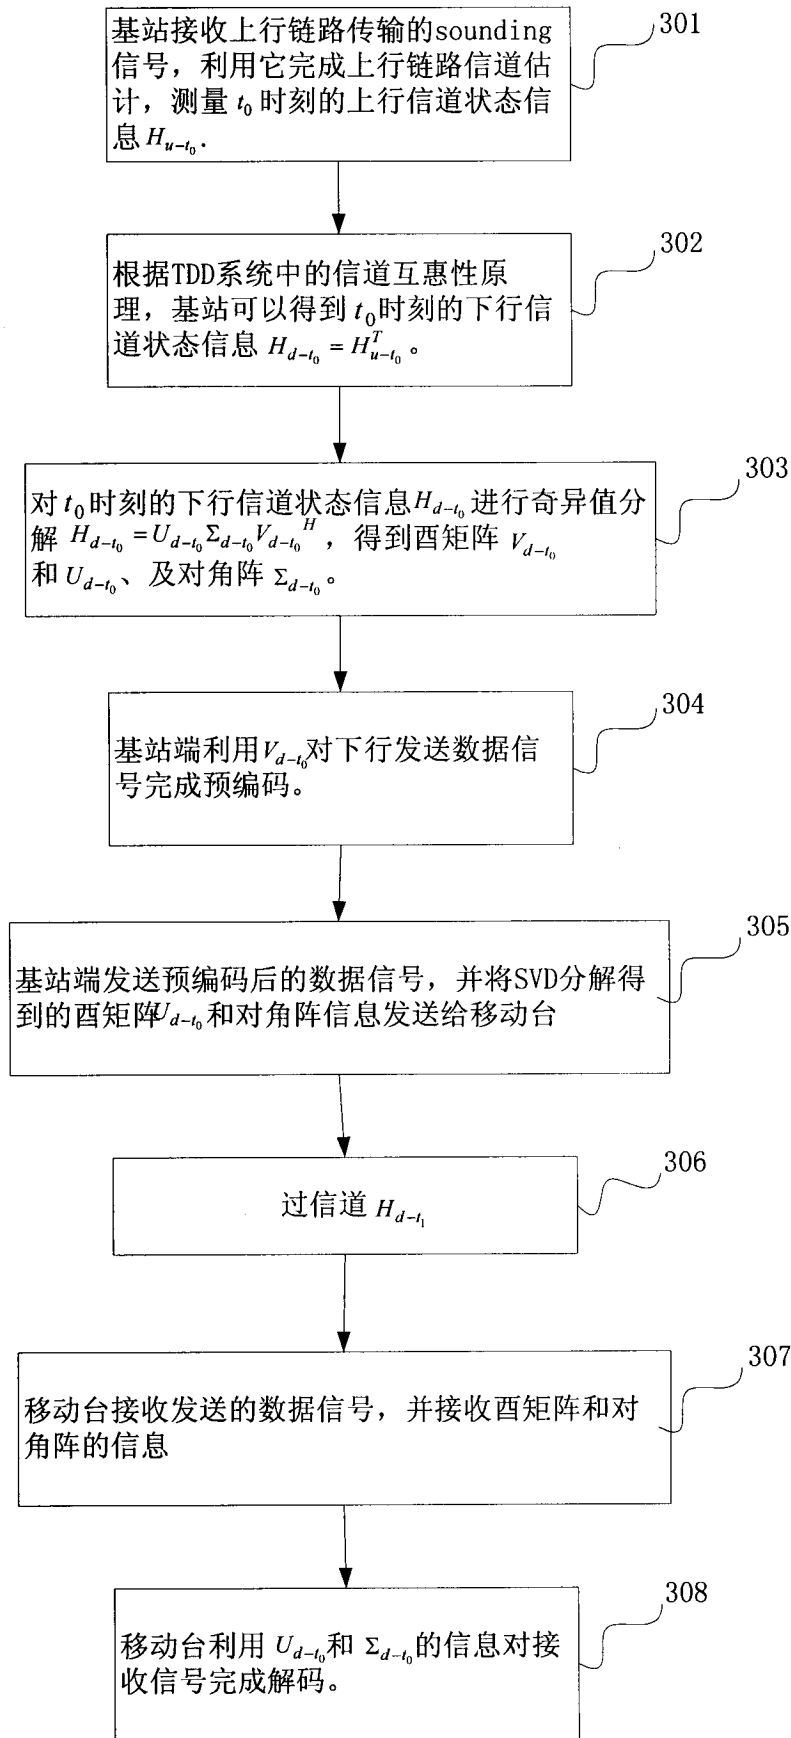 基站接收上行链路传输的sounding
信号，利用它完成上行链路信道估
计，测量 t₀ 时刻的上行信道状态信
息 H_{u-t₀}.
301
根据TDD系统中的信道互惠性原
理，基站可以得到 t₀时刻的下行信
道状态信息 H_{d-t₀} = H^T_{u-t₀} 。
302
对 t₀ 时刻的下行信道状态信息H_{d-t₀} 进行奇异值分
解 H_{d-t₀} = U_{d-t₀} Σ_{d-t₀} V_{d-t₀}^H ，得到酉矩阵 V_{d-t₀}
和 U_{d-t₀}、及对角阵 Σ_{d-t₀}。
303
基站端利用V_{d-t₀}对下行发送数据信
号完成预编码。
304
基站端发送预编码后的数据信号，并将SVD分解得
到的酉矩阵U_{d-t₀}和对角阵信息发送给移动台
305
过信道 H_{d-t₁}
306
移动台接收发送的数据信号，并接收酉矩阵和对
角阵的信息
307
移动台利用 U_{d-t₀}和 Σ_{d-t₀}的信息对接
收信号完成解码。
308